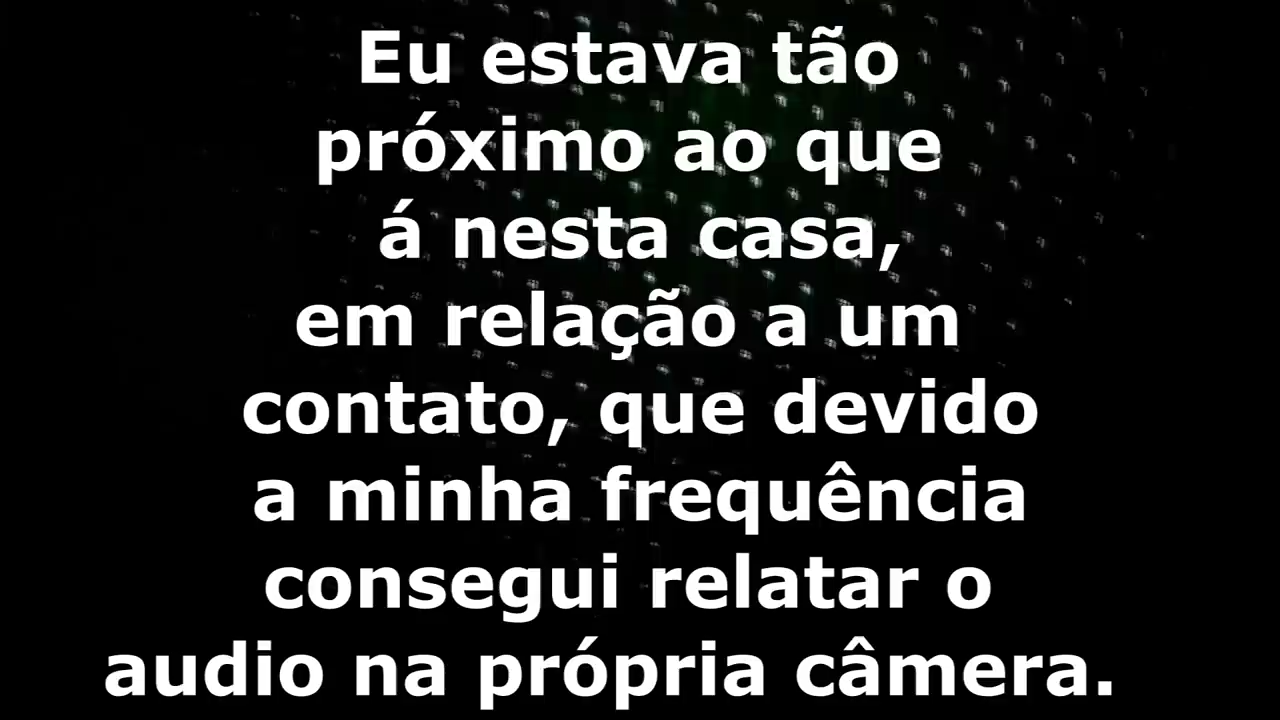 Eu estava tão
próximo ao que
á nesta casa,
em relação a um
contato, que devido
a minha frequência
consegui relatar o
audio na própria câmera.